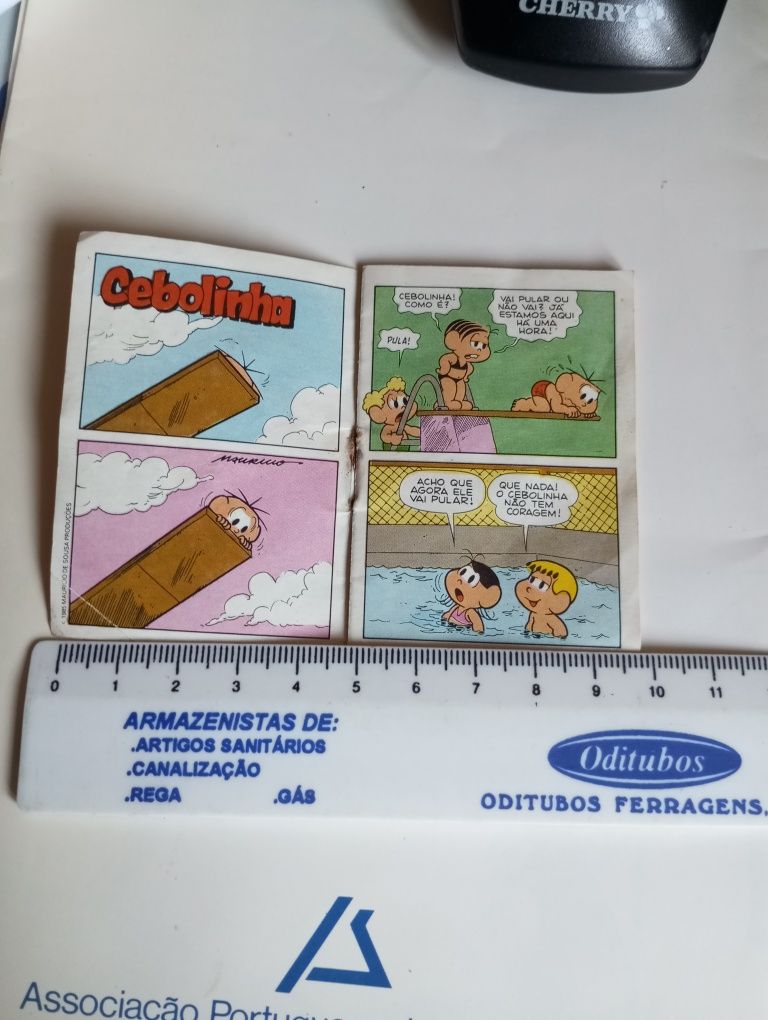 CHERRY
Cebolinha
MAURICIO
© 1985 MAURICIO DE SOUSA PRODUÇÕES
CEBOLINHA!
COMO É?
VAI PULAR OU
NÃO VAI? JÁ
ESTAMOS AQUI
HÁ UMA
HORA!
PULA!
ACHO QUE
AGORA ELE
VAI PULAR!
QUE NADA!
O CEBOLINHA
NÃO TEM
CORAGEM!
0 1 2 3 4 5 6 7 8 9 10 11
ARMAZENISTAS DE:
.ARTIGOS SANITÁRIOS
.CANALIZAÇÃO
.REGA .GÁS
Oditubos
ODITUBOS FERRAGENS,
Associação